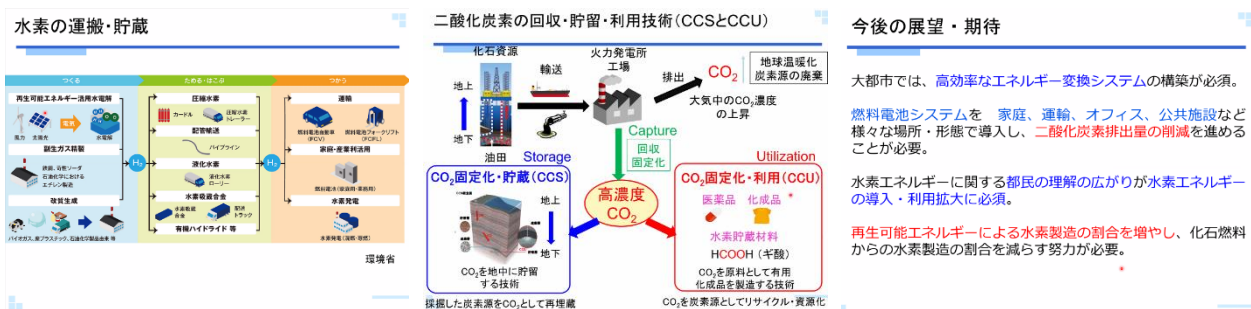 水素の運搬・貯蔵
つくる
ためる・はこぶ
つかう
再生可能エネルギー活用水電解
風力
太陽光
電気
水電解
副生ガス精製
鉄鋼、苛性ソーダ
石油化学における
エチレン製造
改質生成
バイオガス、廃プラスチック、石油化学製品由来 等
H₂
圧縮水素
カードル
圧縮水素
トレーラー
配管輸送
パイプライン
液化水素
液化水素
ローリー
水素吸蔵合金
水素吸蔵
合金
配送
トラック
有機ハイドライド 等
H₂
運輸
燃料電池自動車
(FCV)
燃料電池フォークリフト
(FCFL)
家庭・産業利活用
燃料電池(家庭用・業務用)
水素発電
水素発電(混焼・専焼)
環境省
二酸化炭素の回収・貯留・利用技術(CCSとCCU)
化石資源
地上
地下
油田
輸送
火力発電所
工場
排出
CO₂
地球温暖化
炭素源の廃棄
大気中のCO₂濃度
の上昇
Capture
回収
固定化
Storage
Utilization
CO₂固定化・貯蔵(CCS)
地上
地下
CO₂を地中に貯留
する技術
採掘した炭素源をCO₂として再埋蔵
高濃度
CO₂
CO₂固定化・利用(CCU)
医薬品 化成品
水素貯蔵材料
HCOOH(ギ酸)
CO₂を原料として有用
化成品を製造する技術
CO₂を炭素源としてリサイクル・資源化
今後の展望・期待
大都市では、高効率なエネルギー変換システムの構築が必須。
燃料電池システムを 家庭、運輸、オフィス、公共施設など
様々な場所・形態で導入し、二酸化炭素排出量の削減を進める
ことが必要。
水素エネルギーに関する都民の理解の広がりが水素エネルギー
の導入・利用拡大に必須。
再生可能エネルギーによる水素製造の割合を増やし、化石燃料
からの水素製造の割合を減らす努力が必要。